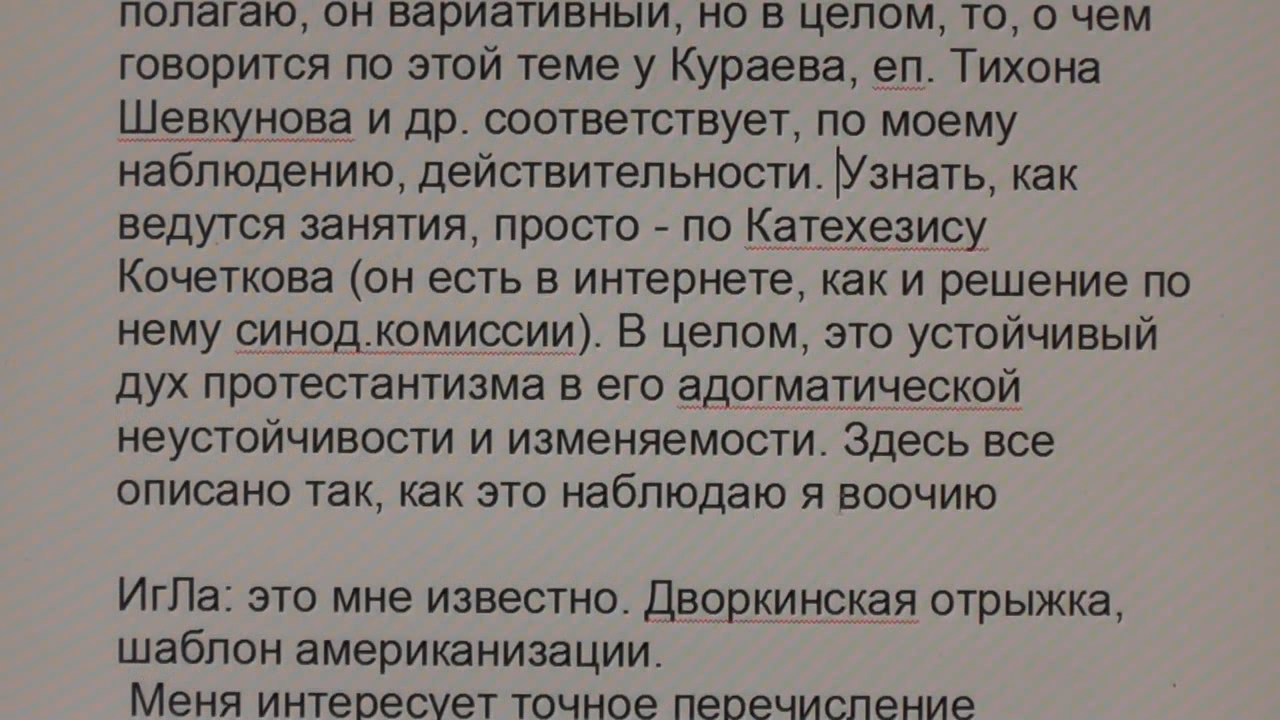 полагаю, он вариативный, но в целом, то, о чем
говорится по этой теме у Кураева, еп. Тихона
Шевкунова и др. соответствует, по моему
наблюдению, действительности. Узнать, как
ведутся занятия, просто - по Катехезису
Кочеткова (он есть в интернете, как и решение по
нему синод.комиссии). В целом, это устойчивый
дух протестантизма в его адогматической
неустойчивости и изменяемости. Здесь все
описано так, как это наблюдаю я воочию
ИгЛа: это мне известно. Дворкинская отрыжка,
шаблон американизации.
Меня интересует точное перечисление